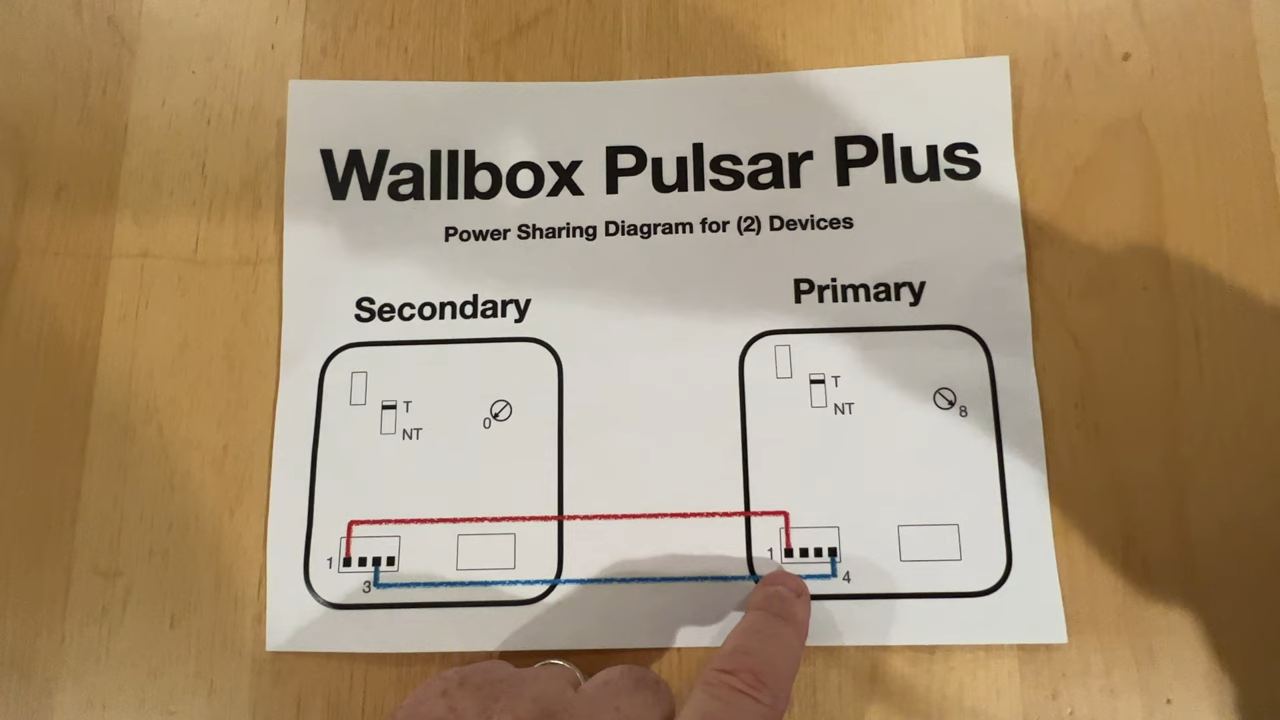 Wallbox Pulsar Plus
Power Sharing Diagram for (2) Devices
Secondary
T
NT
0
1
3
Primary
T
NT
8
1
4